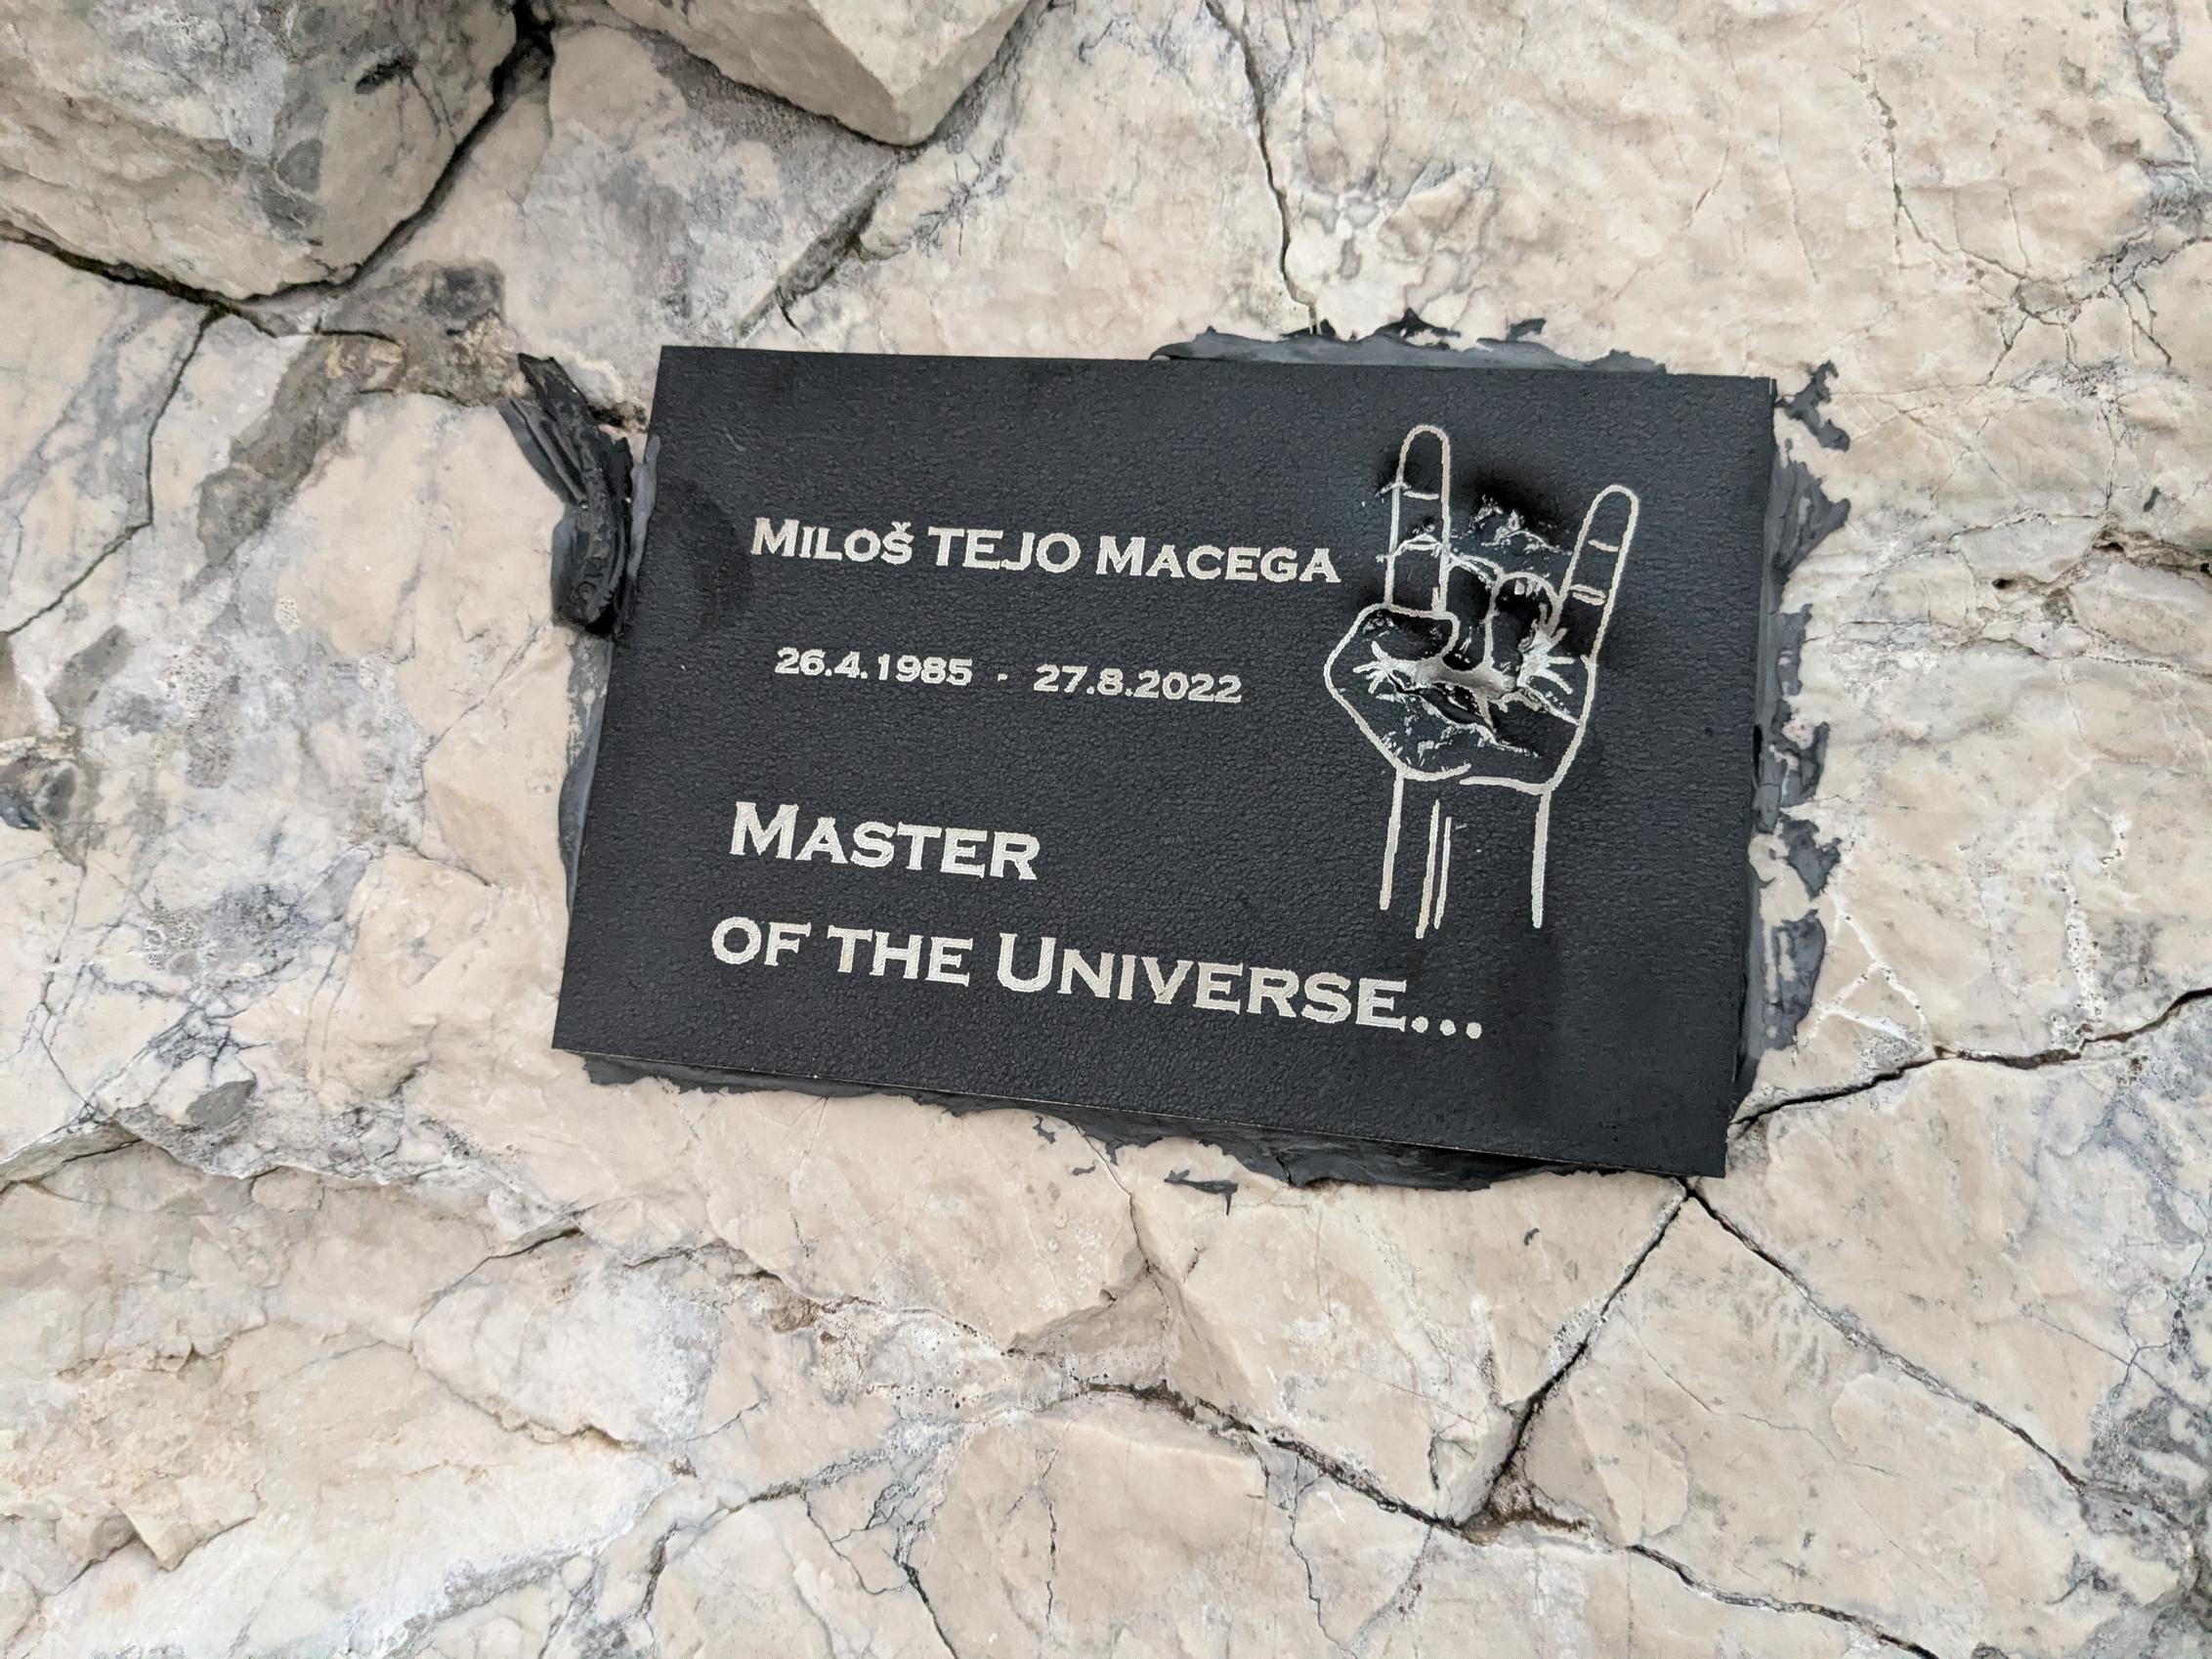 Miloš TEJO Macega
26.4.1985 - 27.8.2022
Master
of the Universe...